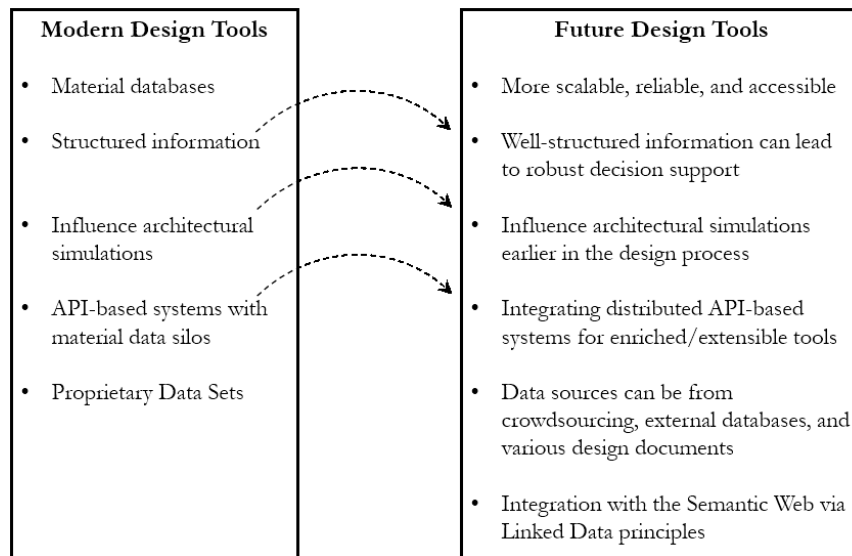 Modern Design Tools
• Material databases
• Structured information
• Influence architectural
simulations
• API-based systems with
material data silos
• Proprietary Data Sets
Future Design Tools
• More scalable, reliable, and accessible
• Well-structured information can lead
to robust decision support
• Influence architectural simulations
earlier in the design process
• Integrating distributed API-based
systems for enriched/extensible tools
• Data sources can be from
crowdsourcing, external databases, and
various design documents
• Integration with the Semantic Web via
Linked Data principles